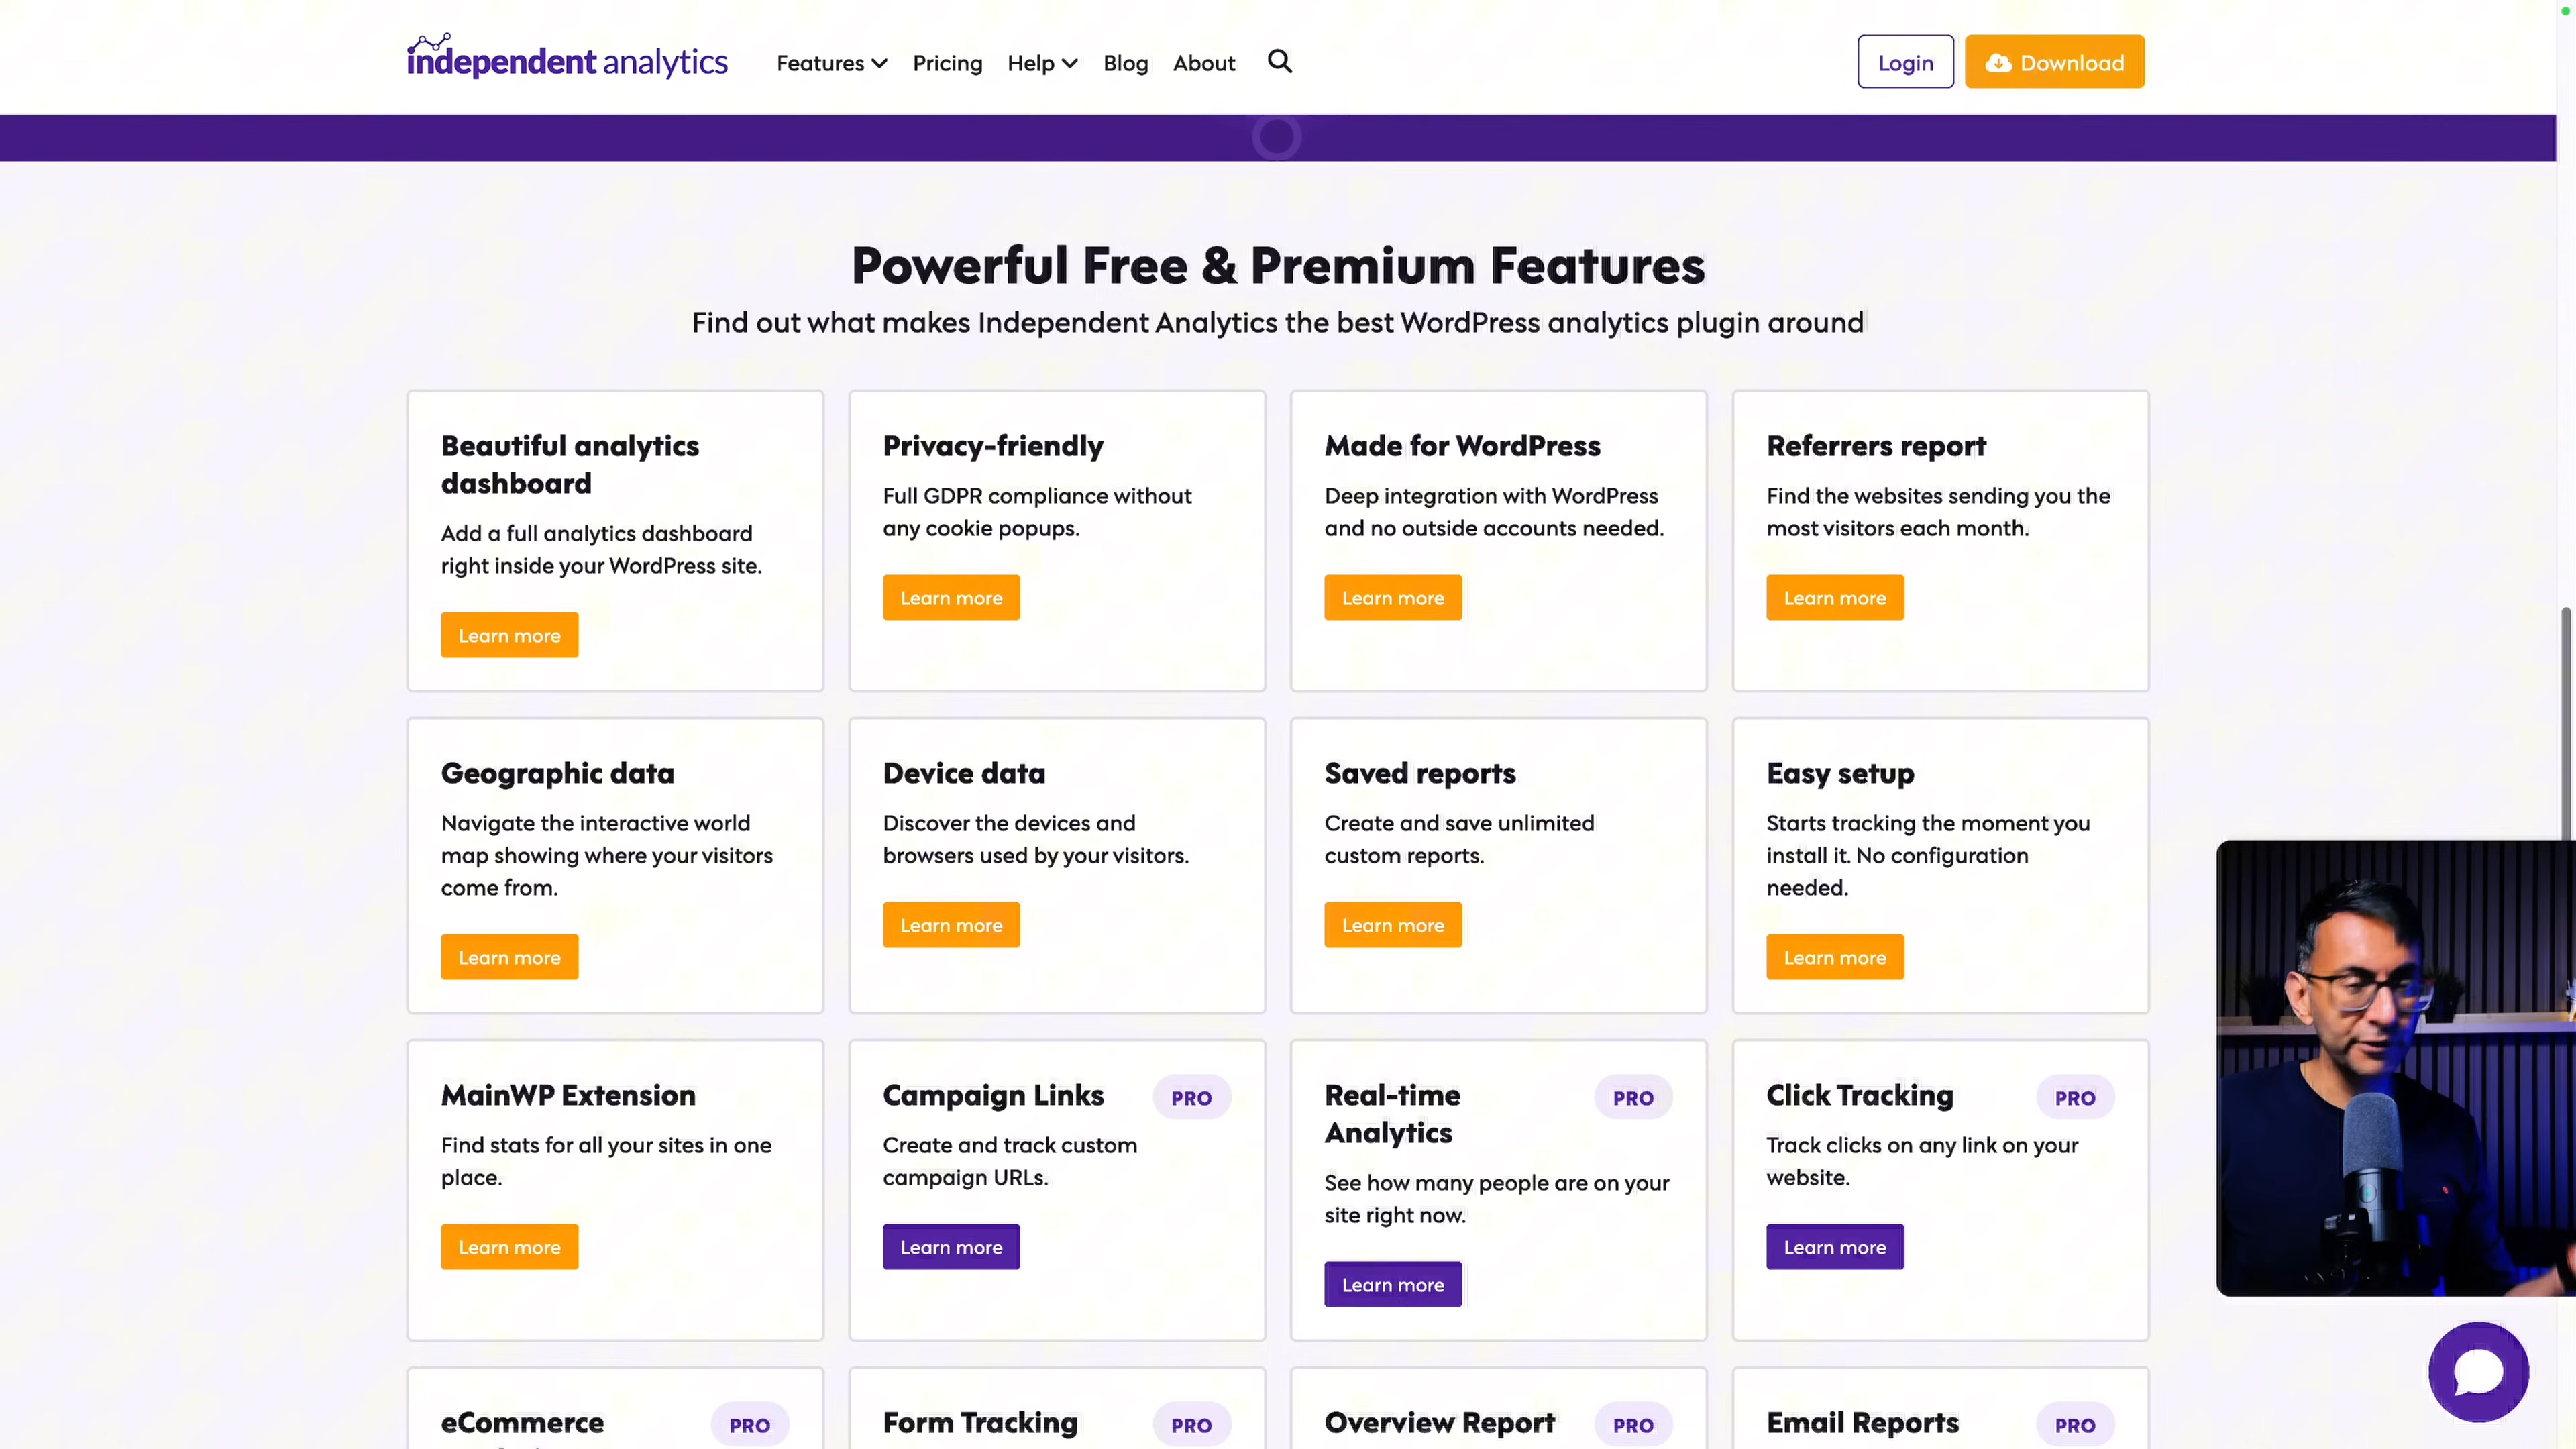 independent analytics
Features
Pricing
Help
Blog
About
Login
Download
Powerful Free & Premium Features
Find out what makes Independent Analytics the best WordPress analytics plugin around
Beautiful analytics
dashboard
Add a full analytics dashboard
right inside your WordPress site.
Learn more
Privacy-friendly
Full GDPR compliance without
any cookie popups.
Learn more
Made for WordPress
Deep integration with WordPress
and no outside accounts needed.
Learn more
Referrers report
Find the websites sending you the
most visitors each month.
Learn more
Geographic data
Navigate the interactive world
map showing where your visitors
come from.
Learn more
Device data
Discover the devices and
browsers used by your visitors.
Learn more
Saved reports
Create and save unlimited
custom reports.
Learn more
Easy setup
Starts tracking the moment you
install it. No configuration
needed.
Learn more
MainWP Extension
Find stats for all your sites in one
place.
Learn more
Campaign Links
PRO
Create and track custom
campaign URLs.
Learn more
Real-time
Analytics
PRO
See how many people are on your
site right now.
Learn more
Click Tracking
PRO
Track clicks on any link on your
website.
Learn more
eCommerce
PRO
Form Tracking
PRO
Overview Report
PRO
Email Reports
PRO